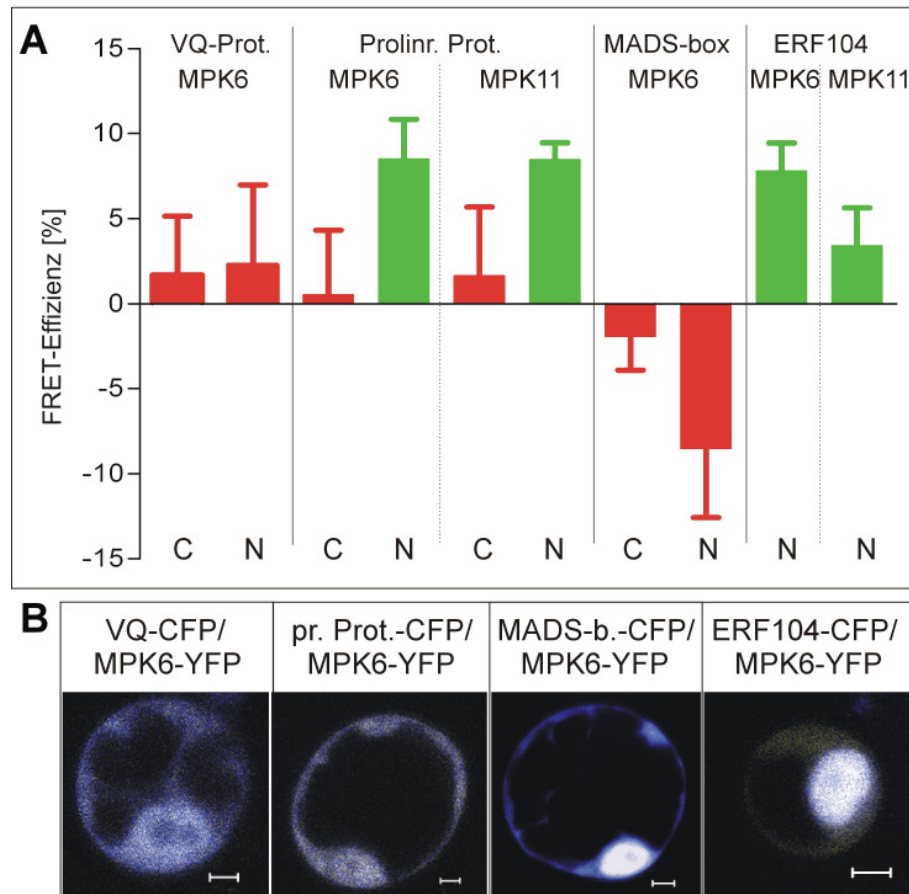 A
VQ-Prot. Prolinr. Prot. MADS-box ERF104
MPK6 MPK6 MPK11 MPK6 MPK6 MPK11
FRET-Effizienz [%]
15
10
5
0
-5
-10
-15
C N C N C N C N N N
B
VQ-CFP/
MPK6-YFP
pr. Prot.-CFP/
MPK6-YFP
MADS-b.-CFP/
MPK6-YFP
ERF104-CFP/
MPK6-YFP